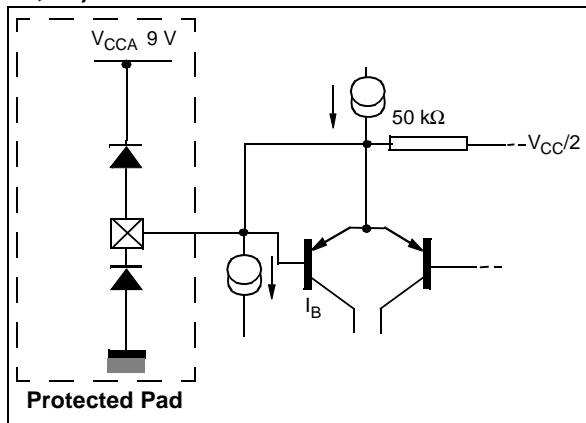 V_CCA 9 V
50 kΩ
V_CC/2
I_B
Protected Pad